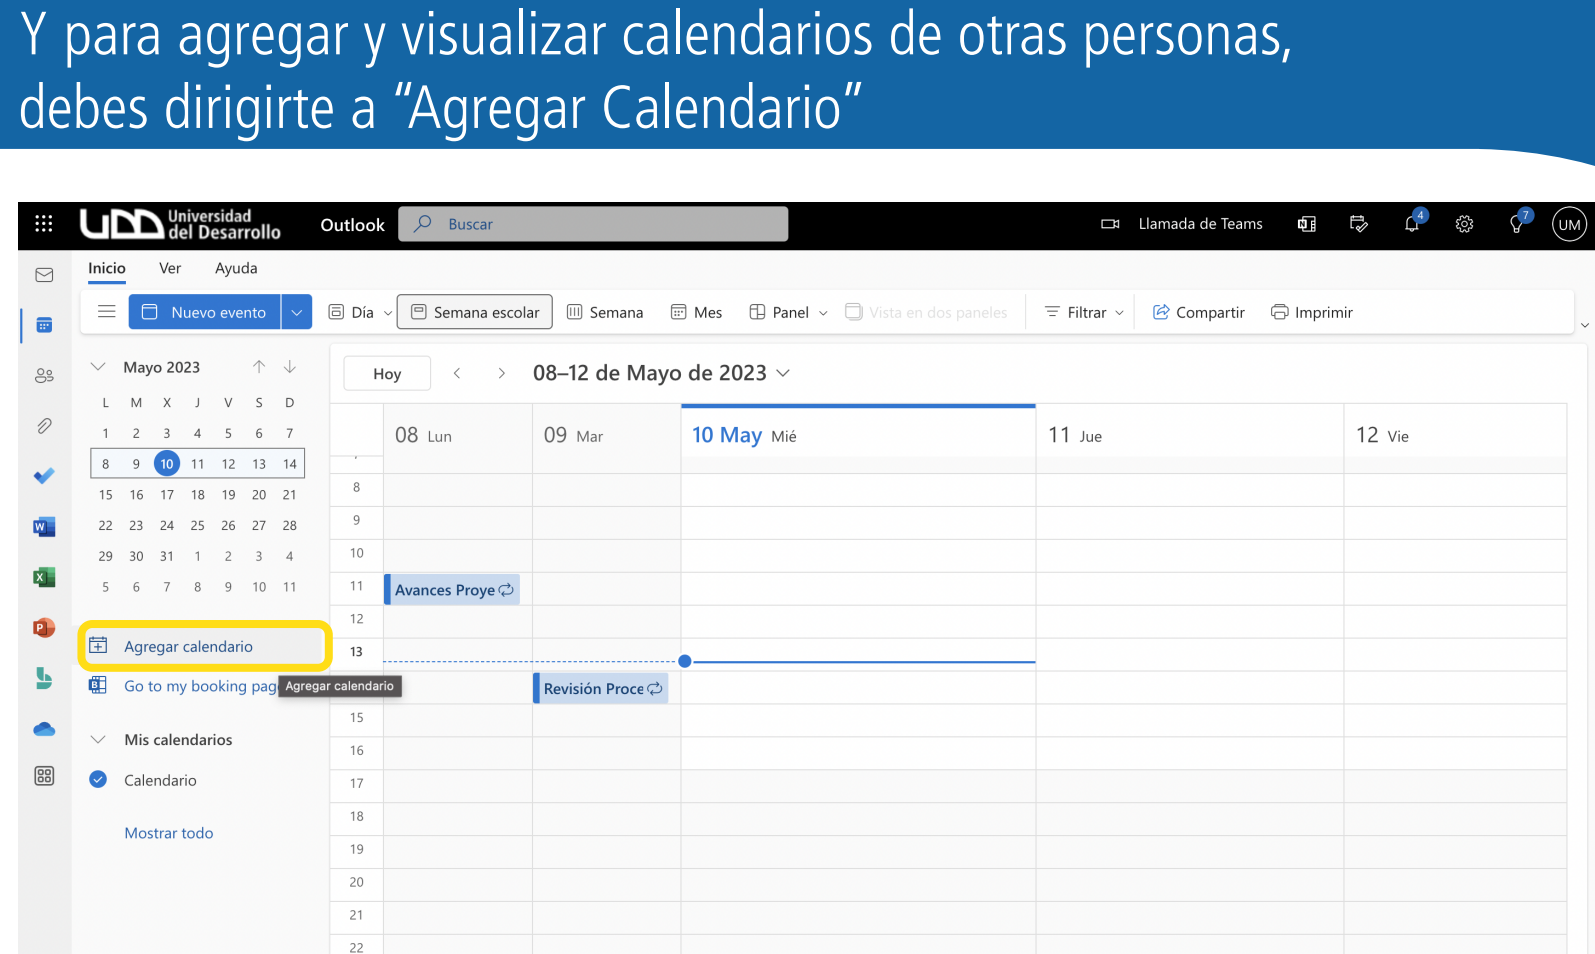 Y para agregar y visualizar calendarios de otras personas,
debes dirigirte a “Agregar Calendario”
UDD Universidad del Desarrollo
Outlook
Buscar
Llamada de Teams
4
7
UM
Inicio Ver Ayuda
Nuevo evento
Día
Semana escolar
Semana
Mes
Panel
Vista en dos paneles
Filtrar
Compartir
Imprimir
Mayo 2023
L M X J V S D
1 2 3 4 5 6 7
8 9 10 11 12 13 14
15 16 17 18 19 20 21
22 23 24 25 26 27 28
29 30 31 1 2 3 4
5 6 7 8 9 10 11
Agregar calendario
Go to my booking pag
Agregar calendario
Mis calendarios
Calendario
Mostrar todo
Hoy
08–12 de Mayo de 2023
08 Lun
09 Mar
10 May Mié
11 Jue
12 Vie
8
9
10
11
Avances Proye
12
13
Revisión Proce
15
16
17
18
19
20
21
22
W
X
P
b
B